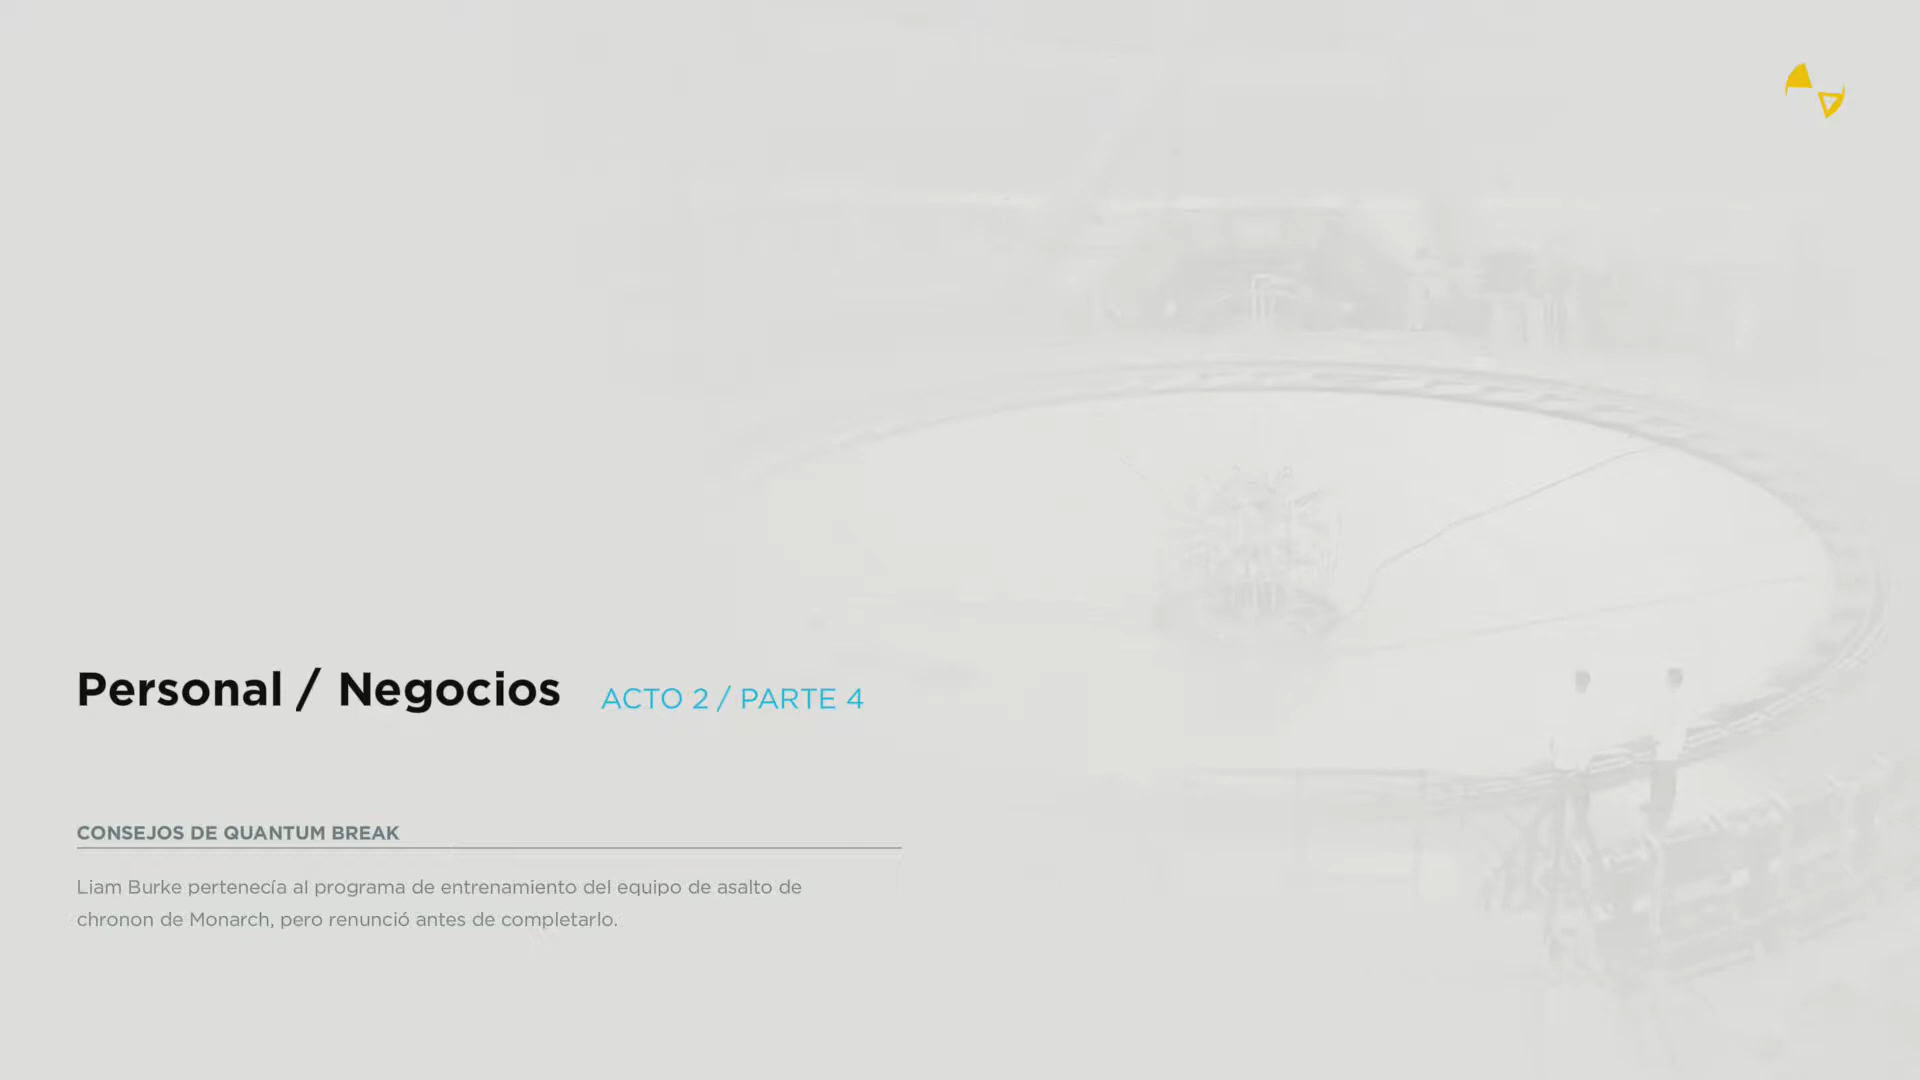 Personal / Negocios ACTO 2 / PARTE 4
CONSEJOS DE QUANTUM BREAK
Liam Burke pertenecía al programa de entrenamiento del equipo de asalto de
chronon de Monarch, pero renunció antes de completarlo.